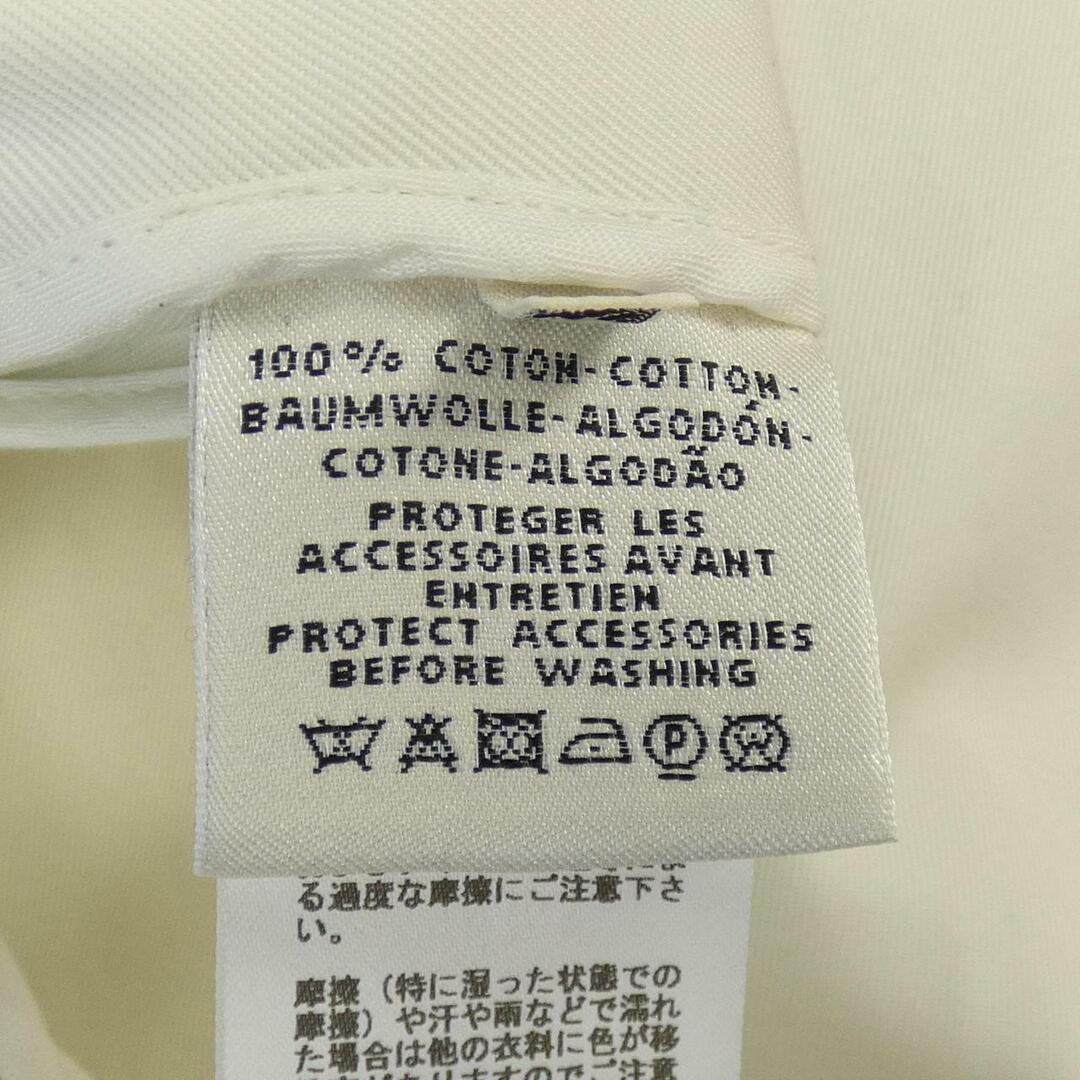 100% COTON-COTTON-
BAUMWOLLE-ALGODÓN-
COTONE-ALGODÃO
PROTEGER LES
ACCESSOIRES AVANT
ENTRETIEN
PROTECT ACCESSORIES
BEFORE WASHING
P W
る過度な摩擦にご注意下さ
い。
摩擦（特に湿った状態での
摩擦）や汗や雨などで濡れ
た場合は他の衣料に色が移